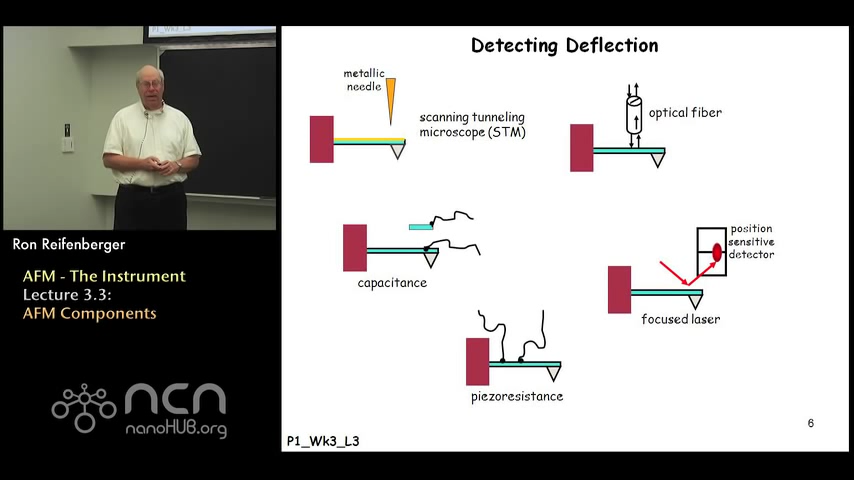 P1_Wk3_L3
Detecting Deflection
metallic
needle
scanning tunneling
microscope (STM)
optical fiber
capacitance
position
sensitive
detector
focused laser
piezoresistance
6
P1_Wk3_L3
Ron Reifenberger
AFM - The Instrument
Lecture 3.3:
AFM Components
ncn
nanoHUB.org